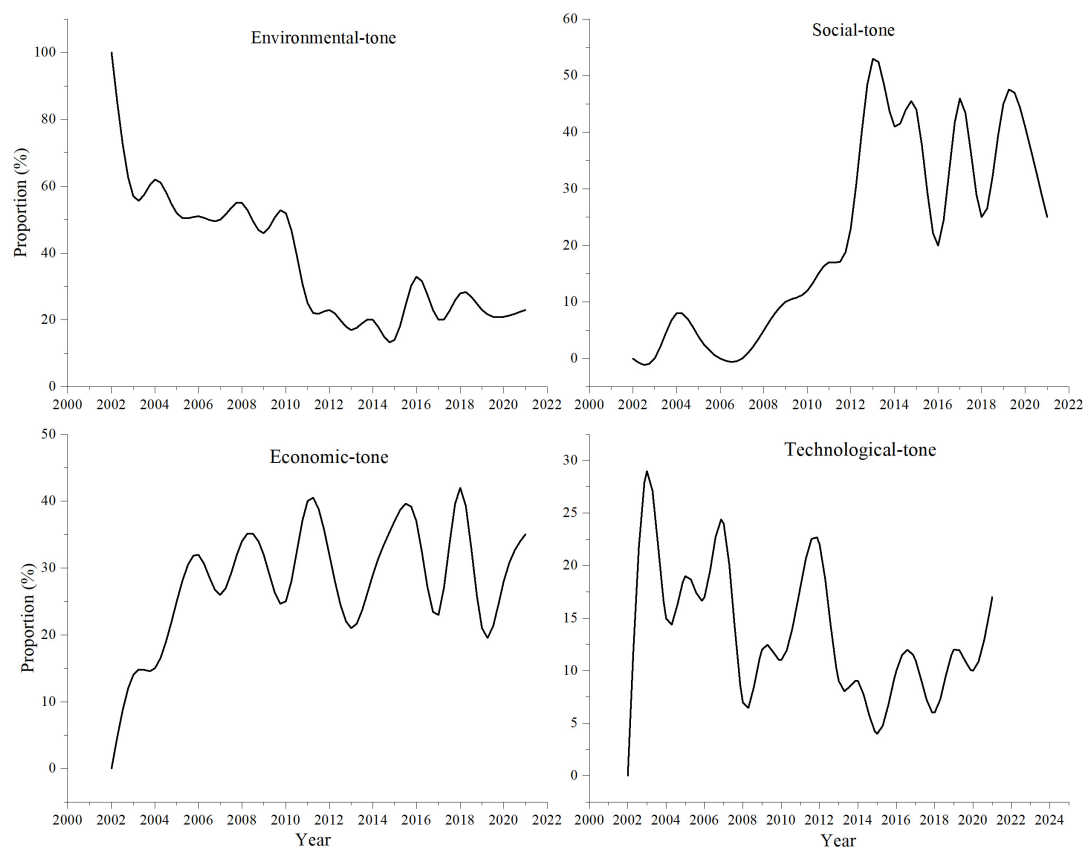 Environmental-tone
Proportion (%)
100
80
60
40
20
0
2000 2002 2004 2006 2008 2010 2012 2014 2016 2018 2020 2022
Social-tone
60
50
40
30
20
10
0
2000 2002 2004 2006 2008 2010 2012 2014 2016 2018 2020 2022
Economic-tone
Proportion (%)
50
40
30
20
10
0
2000 2002 2004 2006 2008 2010 2012 2014 2016 2018 2020 2022
Year
Technological-tone
30
25
20
15
10
5
0
2000 2002 2004 2006 2008 2010 2012 2014 2016 2018 2020 2022 2024
Year